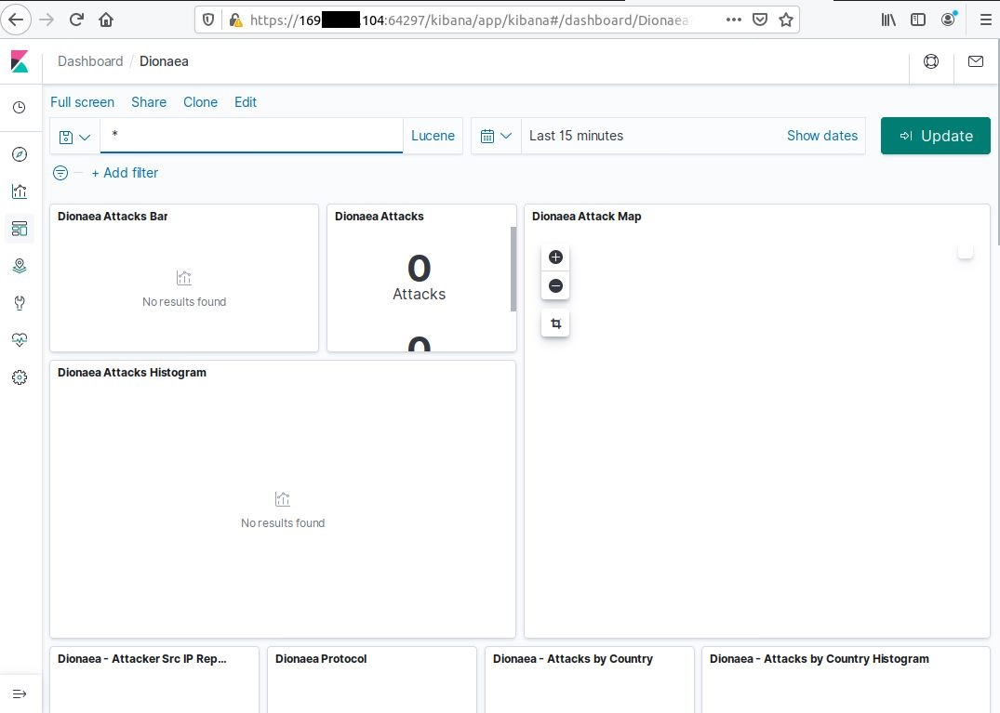 https://169 .104:64297/kibana/app/kibana#/dashboard/Dionaea
Dashboard / Dionaea
Full screen Share Clone Edit
* Lucene Last 15 minutes Show dates Update
+ Add filter
Dionaea Attacks Bar
No results found
Dionaea Attacks
0
Attacks
0
Dionaea Attack Map
Dionaea Attacks Histogram
No results found
Dionaea - Attacker Src IP Rep...
Dionaea Protocol
Dionaea - Attacks by Country
Dionaea - Attacks by Country Histogram